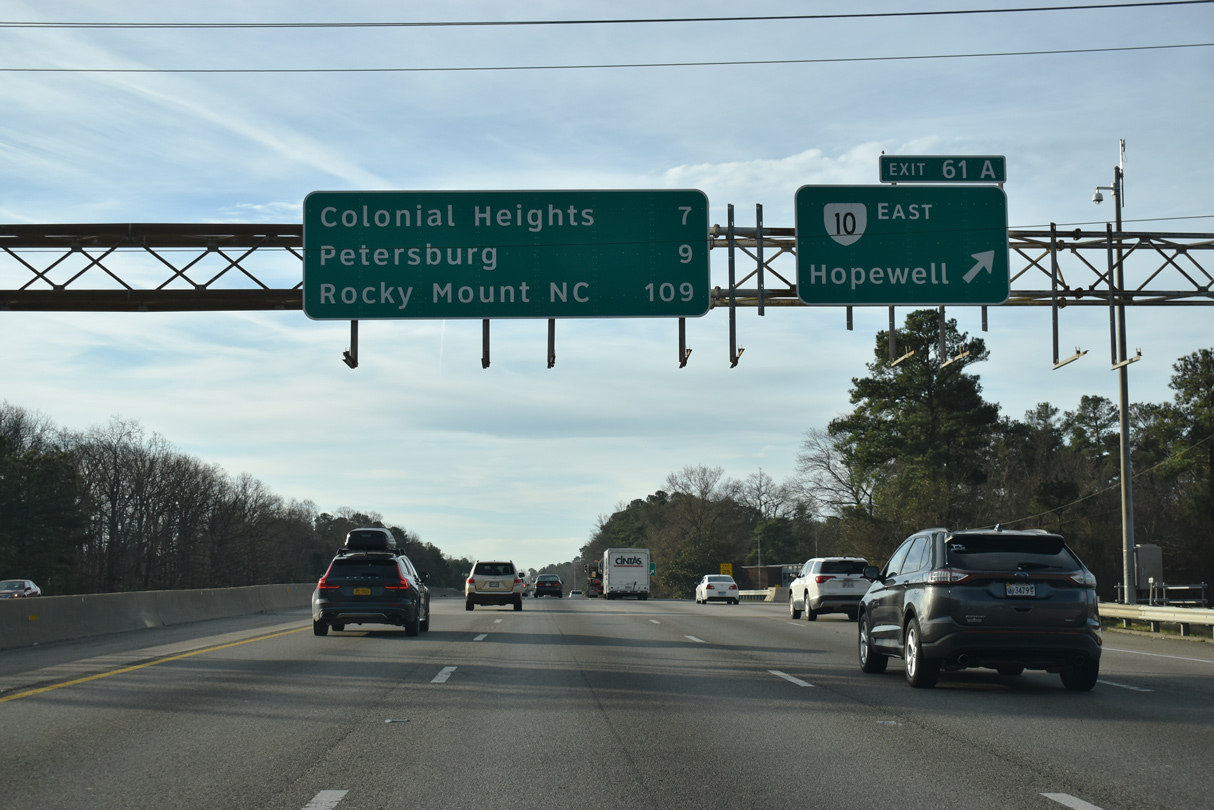 EXIT 61 A
Colonial Heights 7
Petersburg 9
Rocky Mount NC 109
10 EAST
Hopewell
CINTAS